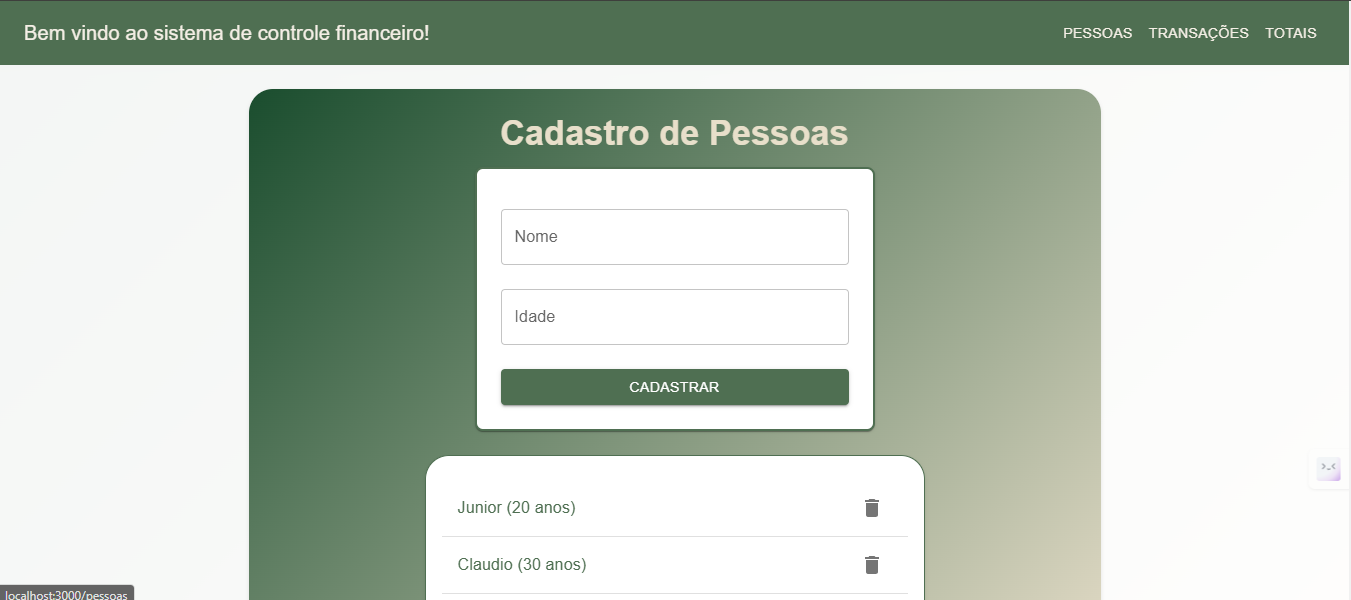 Bem vindo ao sistema de controle financeiro!
PESSOAS TRANSAÇÕES TOTAIS
Cadastro de Pessoas
Nome
Idade
CADASTRAR
Junior (20 anos)
Claudio (30 anos)
localhost:3000/pessoas